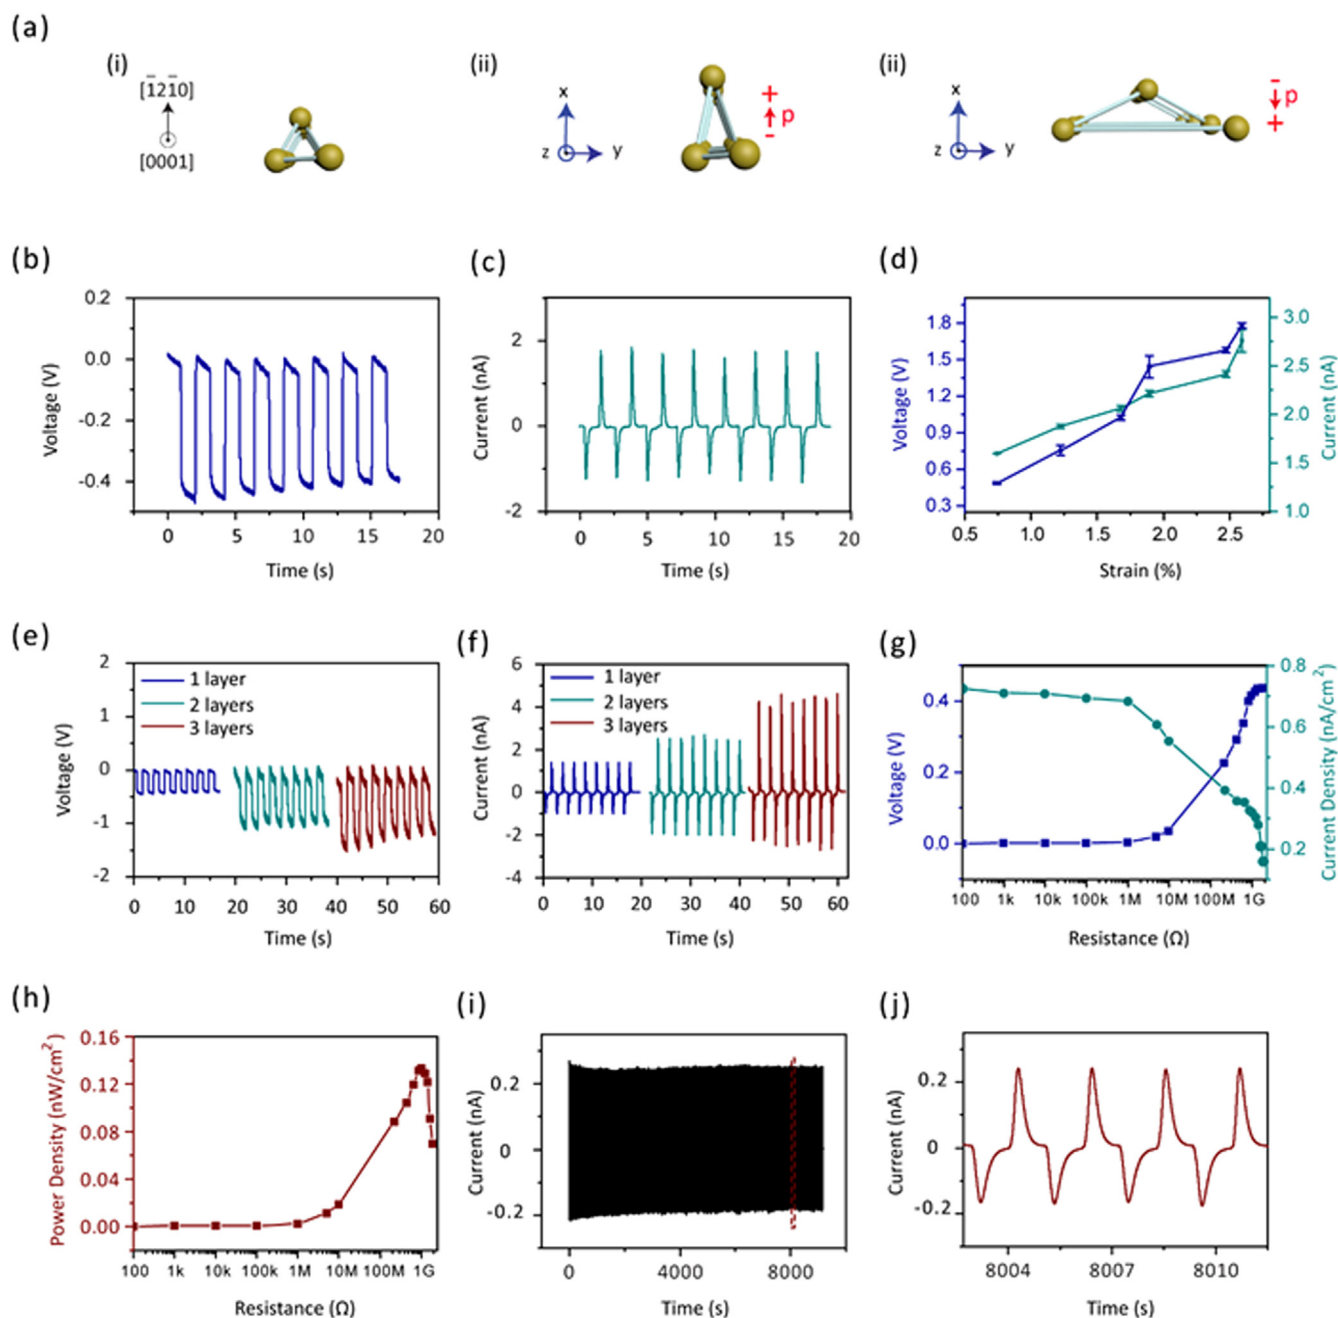 (a)
(i)
[1̄21̄0]
[0001]
(ii)
x
z
y
+
p
-
(ii)
x
z
y
-
p
+
(b)
0.2
0.0
-0.2
-0.4
Voltage (V)
0 5 10 15 20
Time (s)
(c)
2
0
-2
Current (nA)
0 5 10 15 20
Time (s)
(d)
1.8
1.5
1.2
0.9
0.6
0.3
Voltage (V)
3.0
2.5
2.0
1.5
1.0
Current (nA)
0.5 1.0 1.5 2.0 2.5
Strain (%)
(e)
2
1
0
-1
-2
Voltage (V)
1 layer
2 layers
3 layers
0 10 20 30 40 50 60
Time (s)
(f)
6
4
2
0
-2
-4
Current (nA)
1 layer
2 layers
3 layers
0 10 20 30 40 50 60
Time (s)
(g)
0.4
0.2
0.0
Voltage (V)
0.8
0.6
0.4
0.2
Current Density (nA/cm²)
100 1k 10k 100k 1M 10M 100M 1G
Resistance (Ω)
(h)
0.16
0.12
0.08
0.04
0.00
Power Density (nW/cm²)
100 1k 10k 100k 1M 10M 100M 1G
Resistance (Ω)
(i)
0.2
0
-0.2
Current (nA)
0 4000 8000
Time (s)
(j)
0.2
0
-0.2
Current (nA)
8004 8007 8010
Time (s)